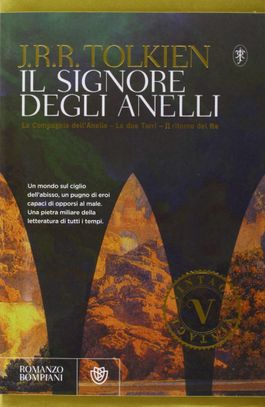 J.R.R. TOLKIEN
IL SIGNORE
DEGLI ANELLI
La Compagnia dell'Anello – Le due Torri – Il ritorno del Re
Un mondo sul ciglio
dell'abisso, un pugno di eroi
capaci di opporsi al male.
Una pietra miliare della
letteratura di tutti i tempi.
VINTAGE
V
VINTAGE
ROMANZO
BOMPIANI